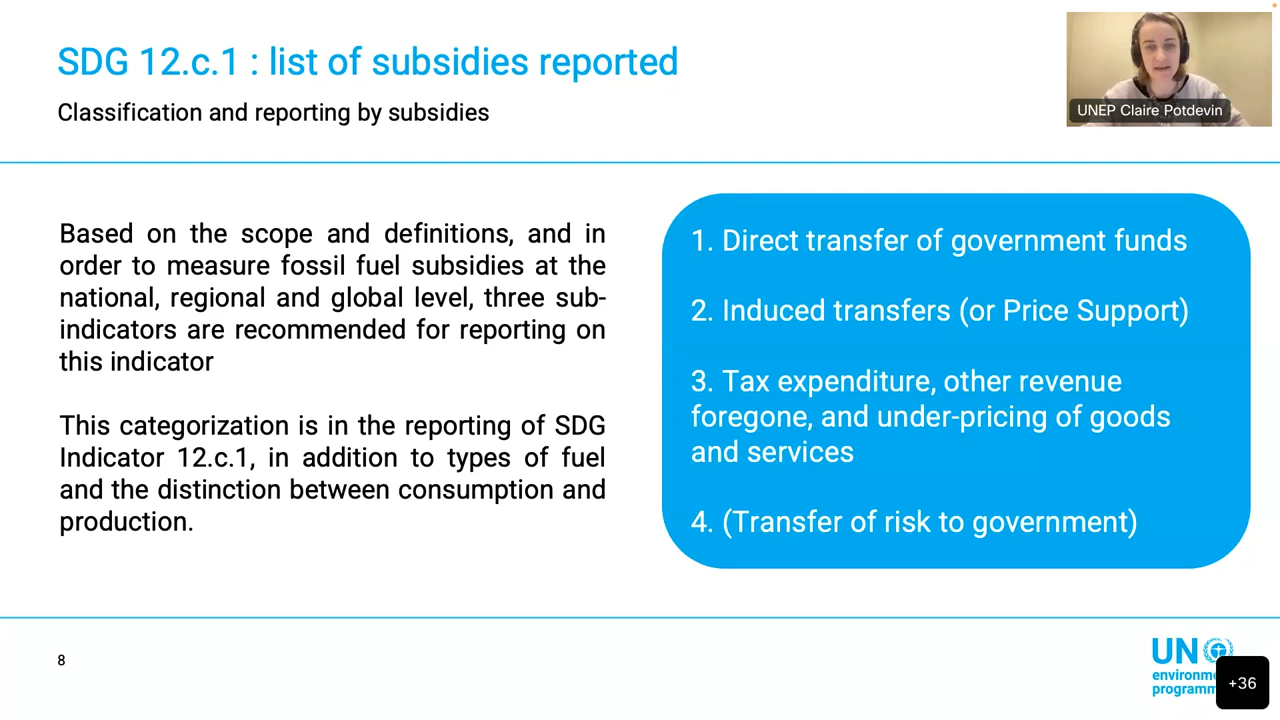 SDG 12.c.1 : list of subsidies reported
Classification and reporting by subsidies
UNEP Claire Potdevin
Based on the scope and definitions, and in
order to measure fossil fuel subsidies at the
national, regional and global level, three sub-
indicators are recommended for reporting on
this indicator
This categorization is in the reporting of SDG
Indicator 12.c.1, in addition to types of fuel
and the distinction between consumption and
production.
1. Direct transfer of government funds
2. Induced transfers (or Price Support)
3. Tax expenditure, other revenue
foregone, and under-pricing of goods
and services
4. (Transfer of risk to government)
8
UN
+36